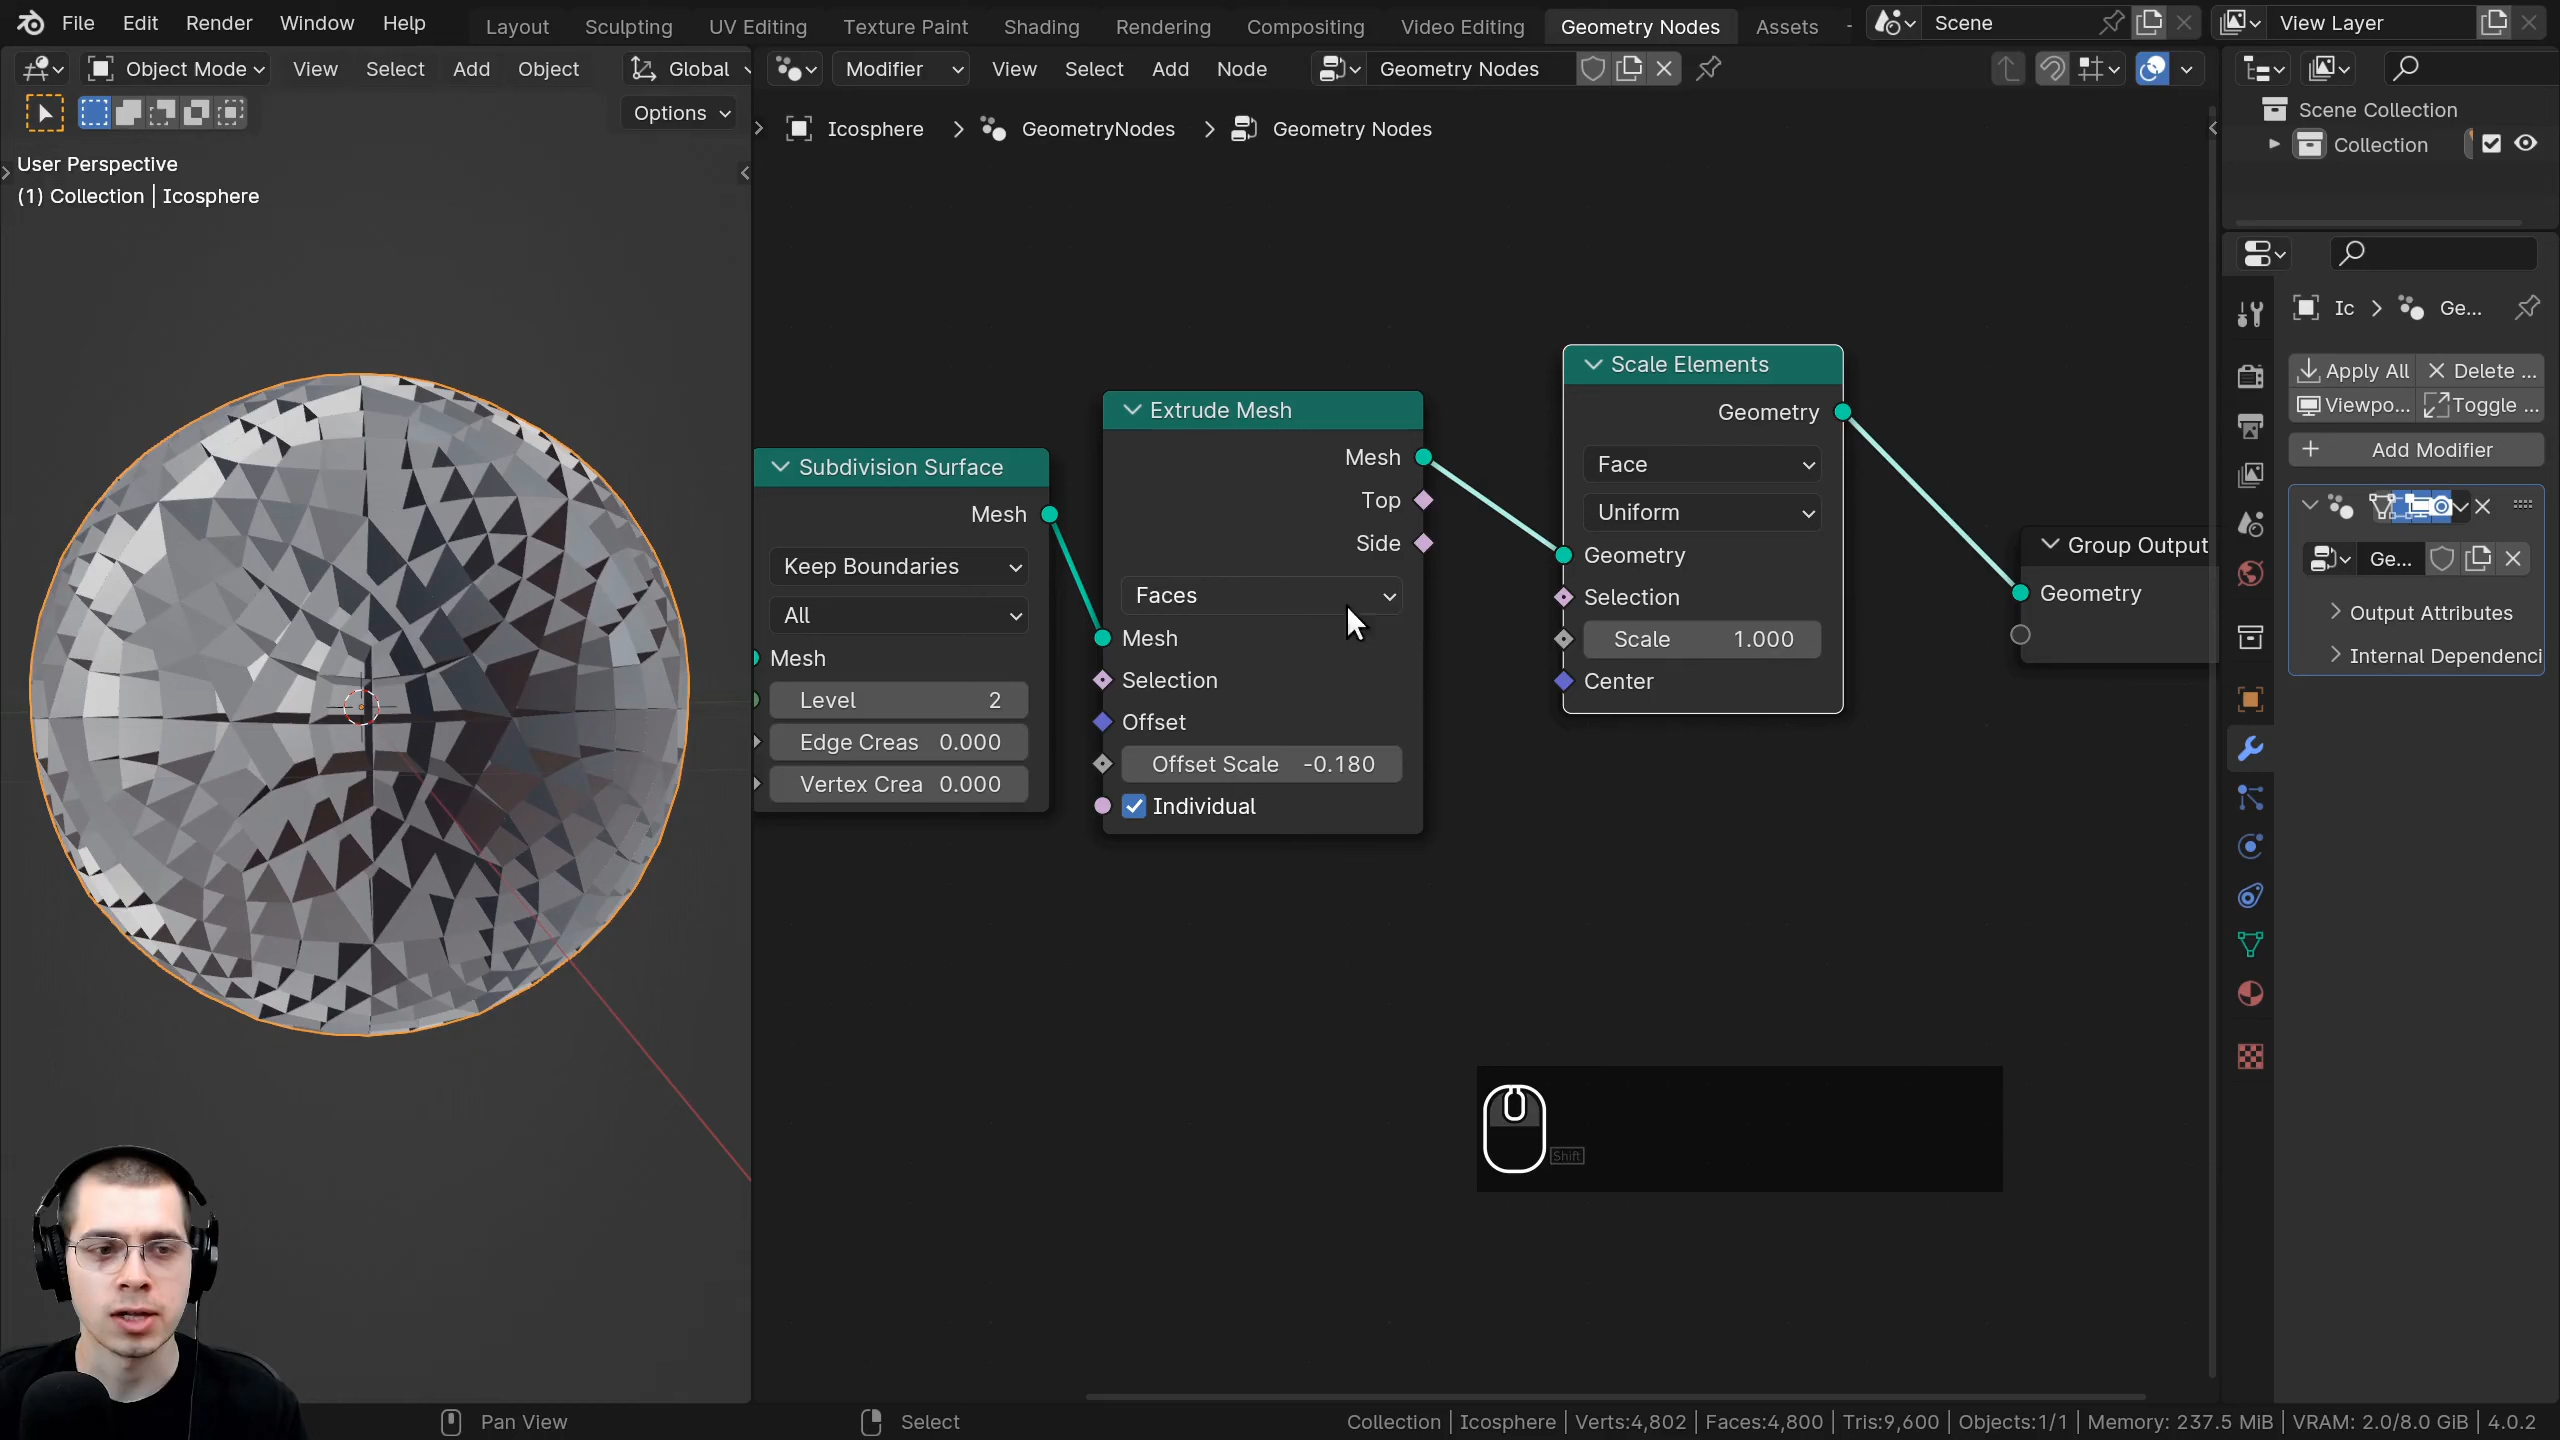 File Edit Render Window Help Layout Sculpting UV Editing Texture Paint Shading Rendering Compositing Video Editing Geometry Nodes Assets Scene View Layer
Object Mode View Select Add Object Global Modifier View Select Add Node Geometry Nodes
Options
Scene Collection
Collection
Icosphere > GeometryNodes > Geometry Nodes
User Perspective
(1) Collection | Icosphere
Ic > Ge...
Apply All Delete ...
Viewpo... Toggle ...
Add Modifier
Ge...
Output Attributes
Internal Dependenci
Subdivision Surface
Mesh
Keep Boundaries
All
Mesh
Level 2
Edge Creas 0.000
Vertex Crea 0.000
Extrude Mesh
Mesh
Top
Side
Faces
Mesh
Selection
Offset
Offset Scale -0.180
Individual
Scale Elements
Geometry
Face
Uniform
Geometry
Selection
Scale 1.000
Center
Group Output
Geometry
Shift
Pan View Select Collection | Icosphere | Verts:4,802 | Faces:4,800 | Tris:9,600 | Objects:1/1 | Memory: 237.5 MiB | VRAM: 2.0/8.0 GiB | 4.0.2